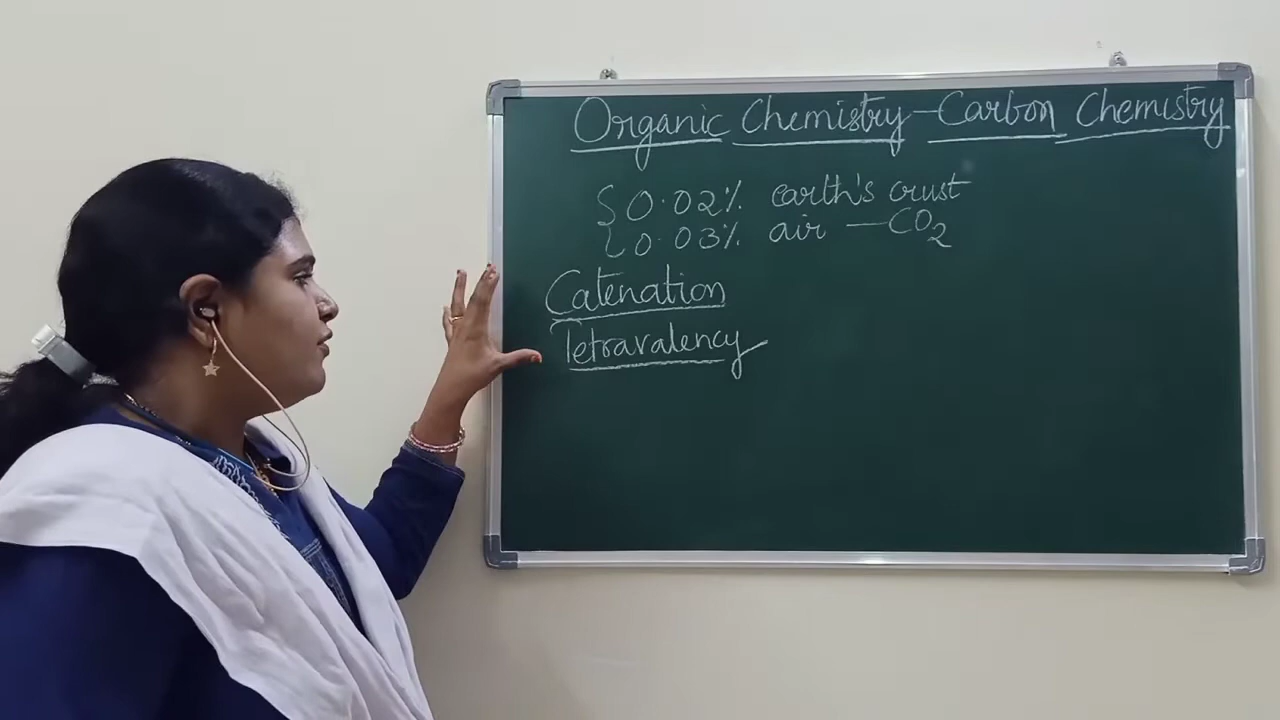 Organic Chemistry - Carbon Chemistry
0.02% earth's crust
0.03% air — CO₂
Catenation
Tetravalency